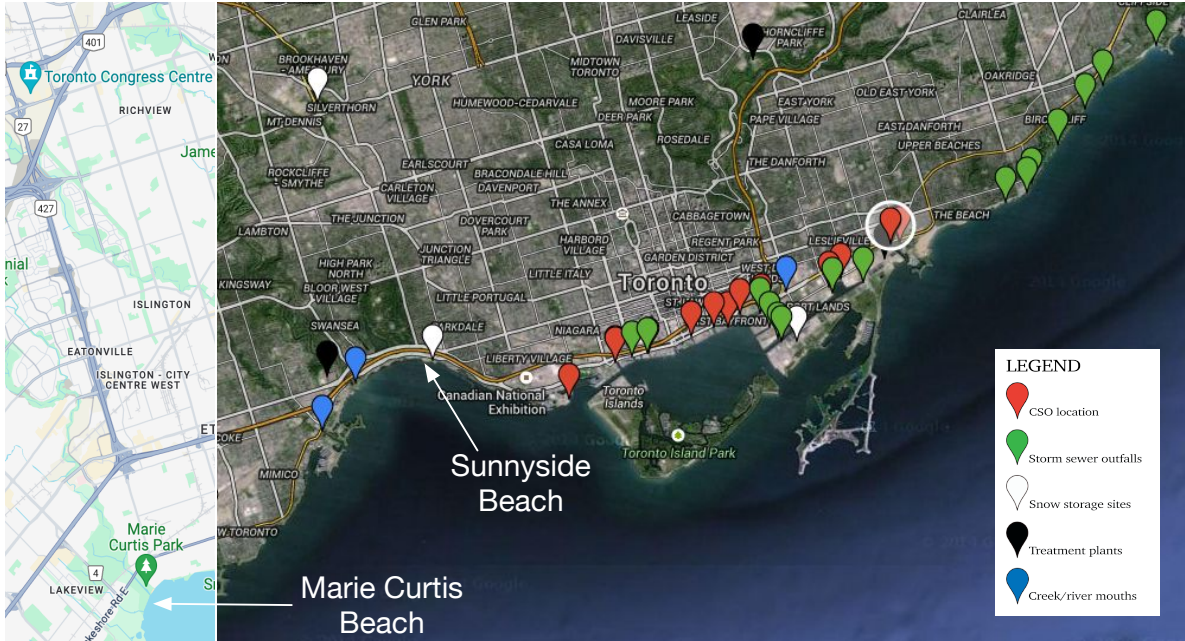 401
Toronto Congress Centre
RICHVIEW
27
Jame
427
nial
ISLINGTON
EATONVILLE
ISLINGTON - CITY
CENTRE WEST
ET
Marie
Curtis Park
4
LAKEVIEW
keshore Rd E
GLEN PARK
LEASIDE
CLAIRLEA
CLIFFSIDE
DAVISVILLE
HORNCLIFFE
PARK
BROOKHAVEN
- AMESBURY
MIDTOWN
TORONTO
OAKRIDGE
YORK
SILVERTHORN
HUMEWOOD-CEDARVALE
MOORE PARK
OLD EAST YORK
EAST YORK
MT DENNIS
DEER PARK
PAPE VILLAGE
EAST DANFORTH
CASA LOMA
ROSEDALE
UPPER BEACHES
EARLSCOURT
THE DANFORTH
ROCKCLIFFE
- SMYTHE
BRACONDALE HILL
DAVENPORT
CARLETON
VILLAGE
THE ANNEX
THE JUNCTION
DOVERCOURT
PARK
CABBAGETOWN
THE BEACH
LAMBTON
HARBORD
VILLAGE
REGENT PARK
LESLIEVILLE
JUNCTION
TRIANGLE
GARDEN DISTRICT
HIGH PARK
NORTH
LITTLE ITALY
KINGSWAY
BLOOR WEST
VILLAGE
Toronto
LITTLE PORTUGAL
PORT LANDS
SWANSEA
NIAGARA
LIBERTY VILLAGE
Canadian National
Exhibition
Toronto
Islands
Toronto Island Park
MIMICO
W TORONTO
Sunnyside
Beach
Marie Curtis
Beach
LEGEND
CSO location
Storm sewer outfalls
Snow storage sites
Treatment plants
Creek/river mouths